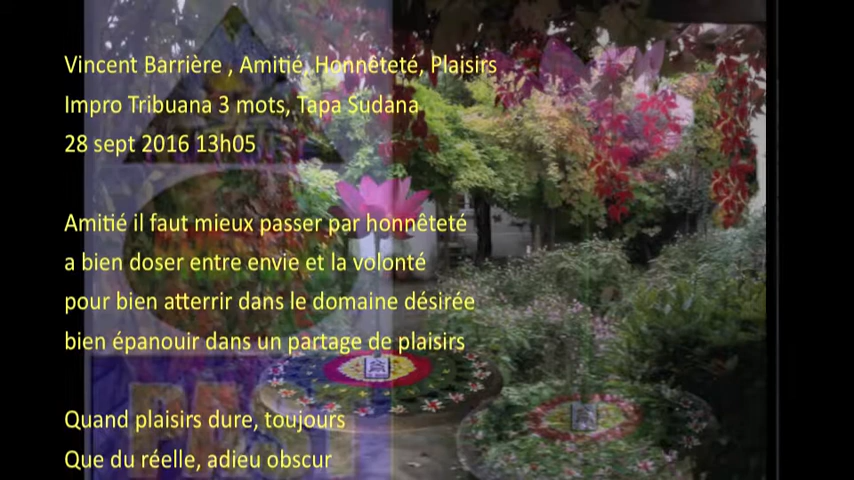 Vincent Barrière , Amitié, Honnêteté, Plaisirs
Impro Tribuana 3 mots, Tapa Sudana
28 sept 2016 13h05
Amitié il faut mieux passer par honnêteté
a bien doser entre envie et la volonté
pour bien atterrir dans le domaine désirée
bien épanouir dans un partage de plaisirs
Quand plaisirs dure, toujours
Que du réelle, adieu obscur